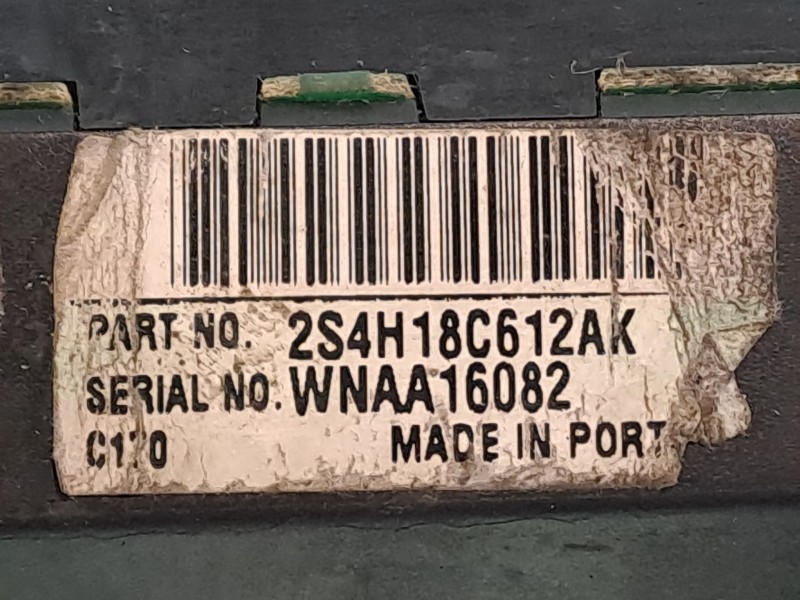 PART NO. 2S4H18C612AK
SERIAL NO. WNAA16082
C170 MADE IN PORT